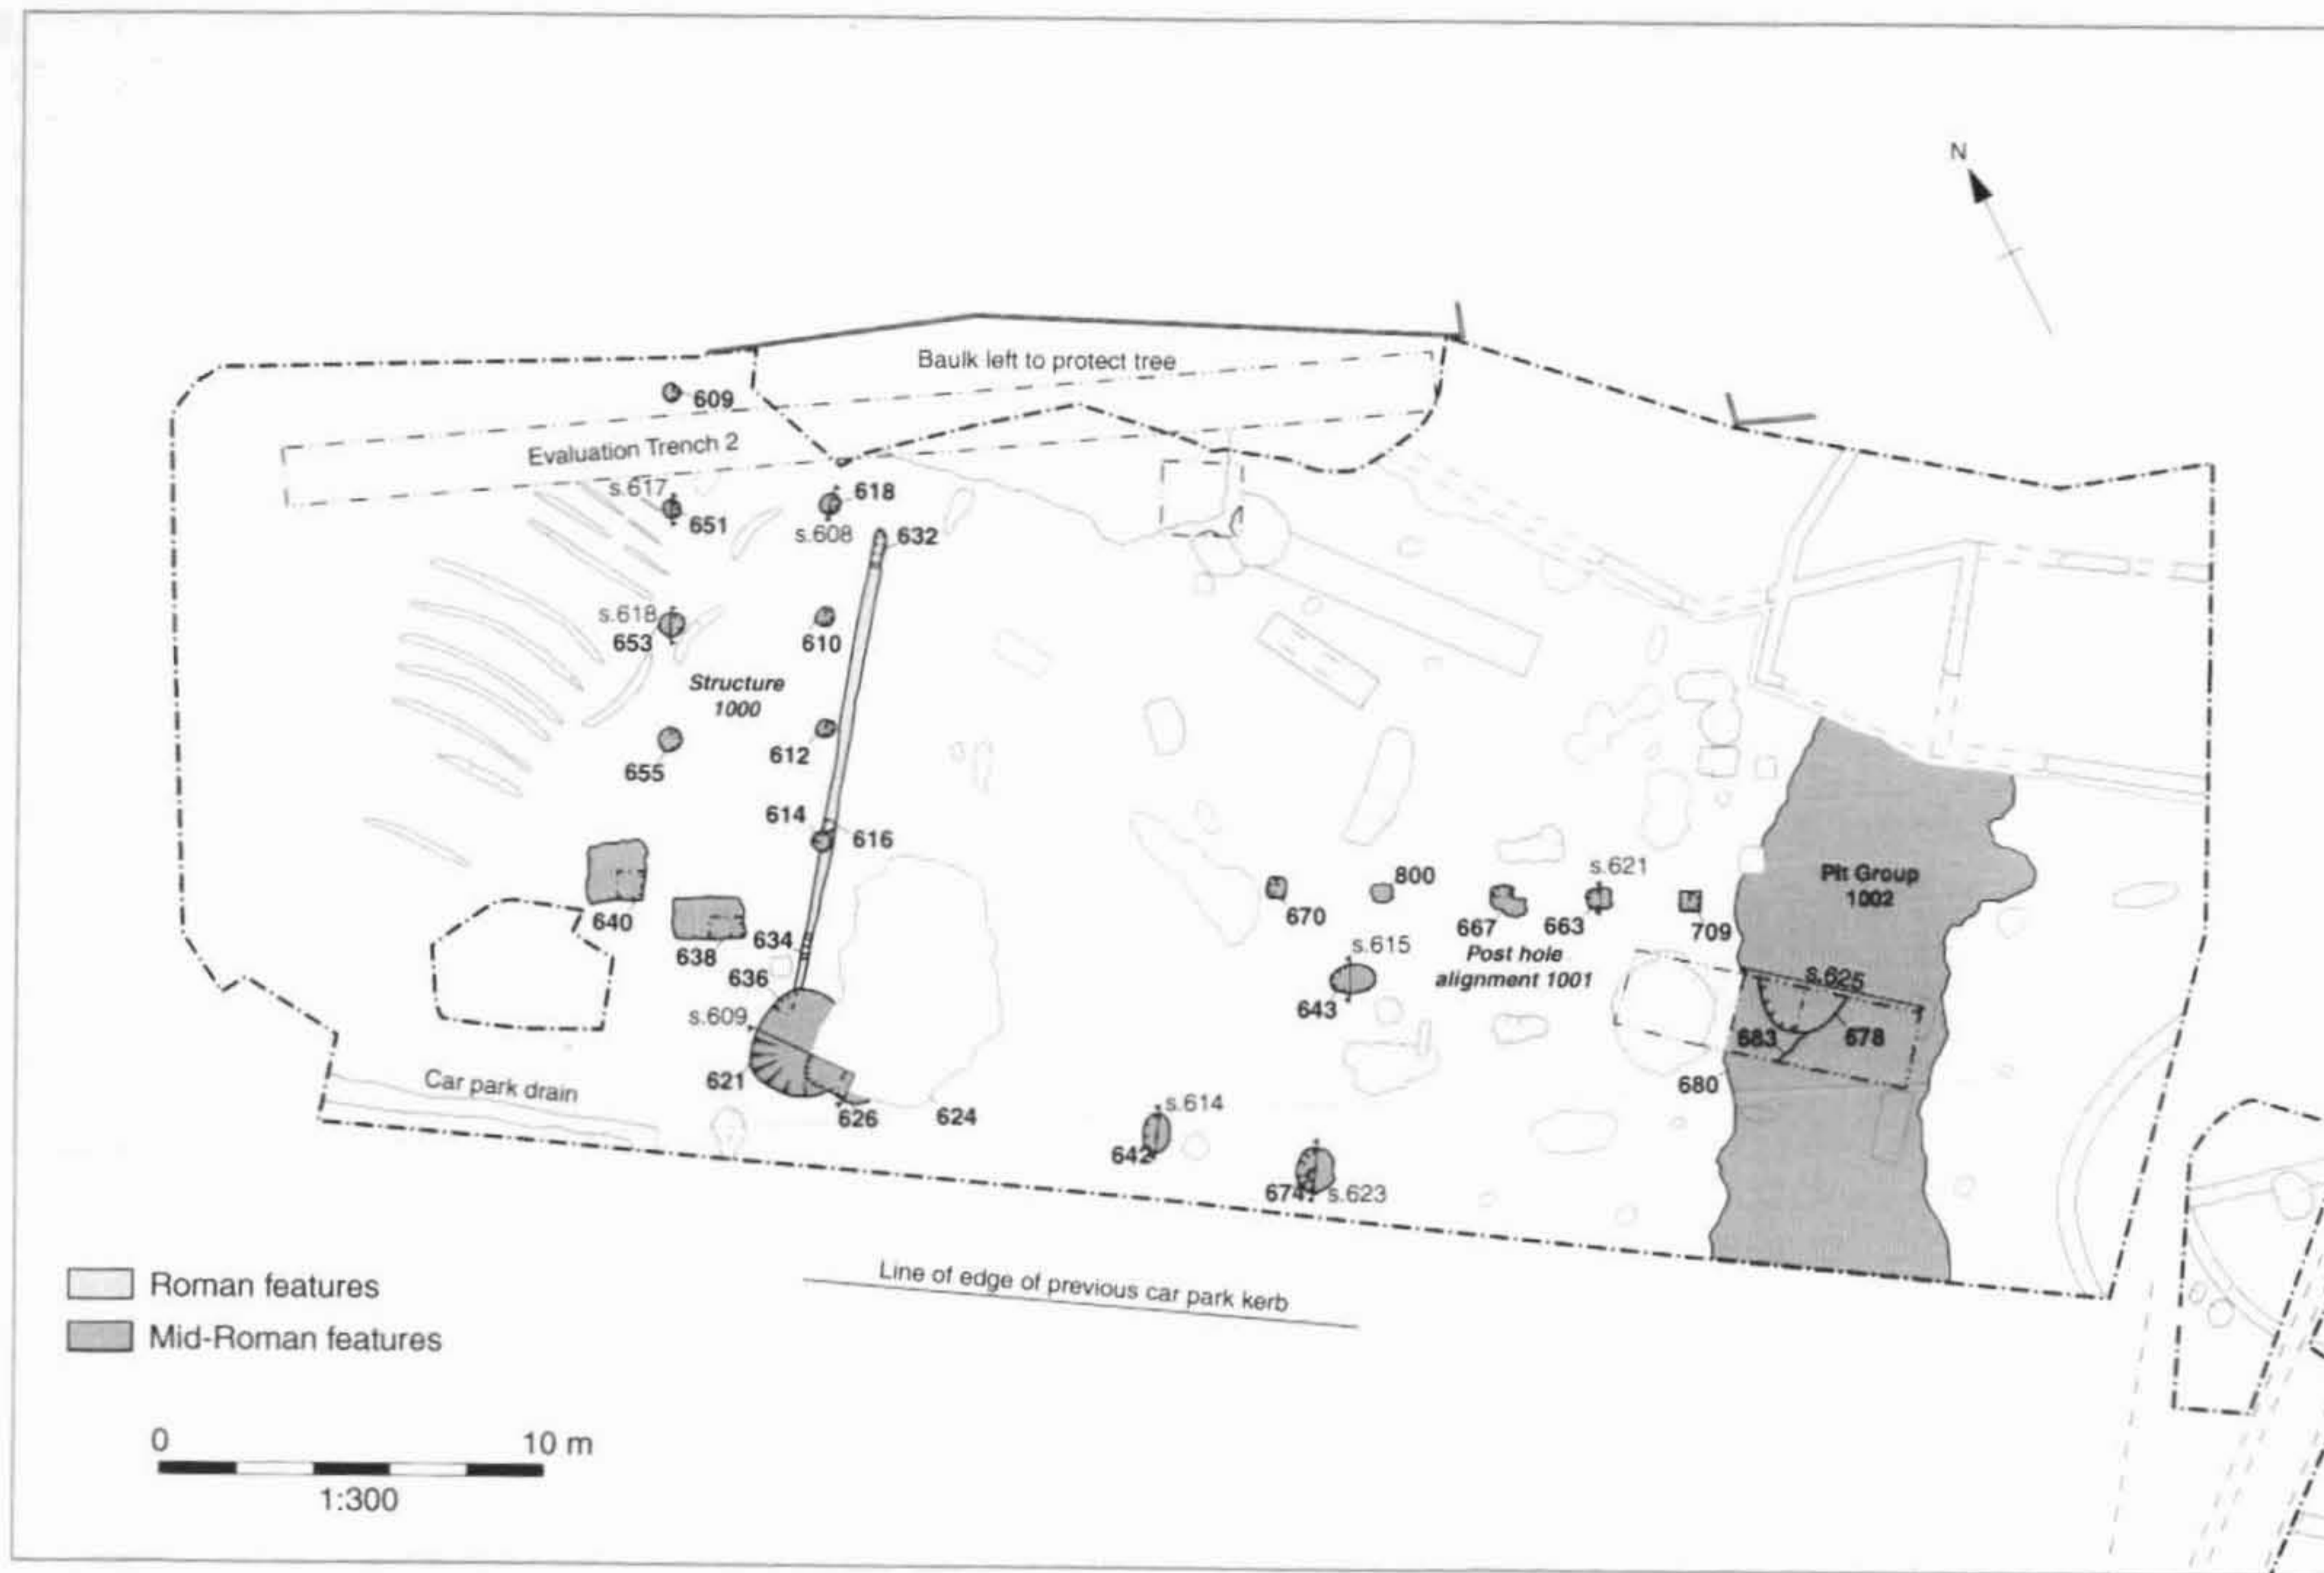 N
Baulk left to protect tree
609
Evaluation Trench 2
s.617
651
618
s.608
632
s.618
653
610
Structure
1000
612
655
614
616
640
638
634
636
s.609
621
626
624
Car park drain
670
800
s.621
667
663
709
Post hole
alignment 1001
s.615
643
Pit Group
1002
s.625
683
678
680
s.614
642
674
s.623
Line of edge of previous car park kerb
Roman features
Mid-Roman features
0
10 m
1:300